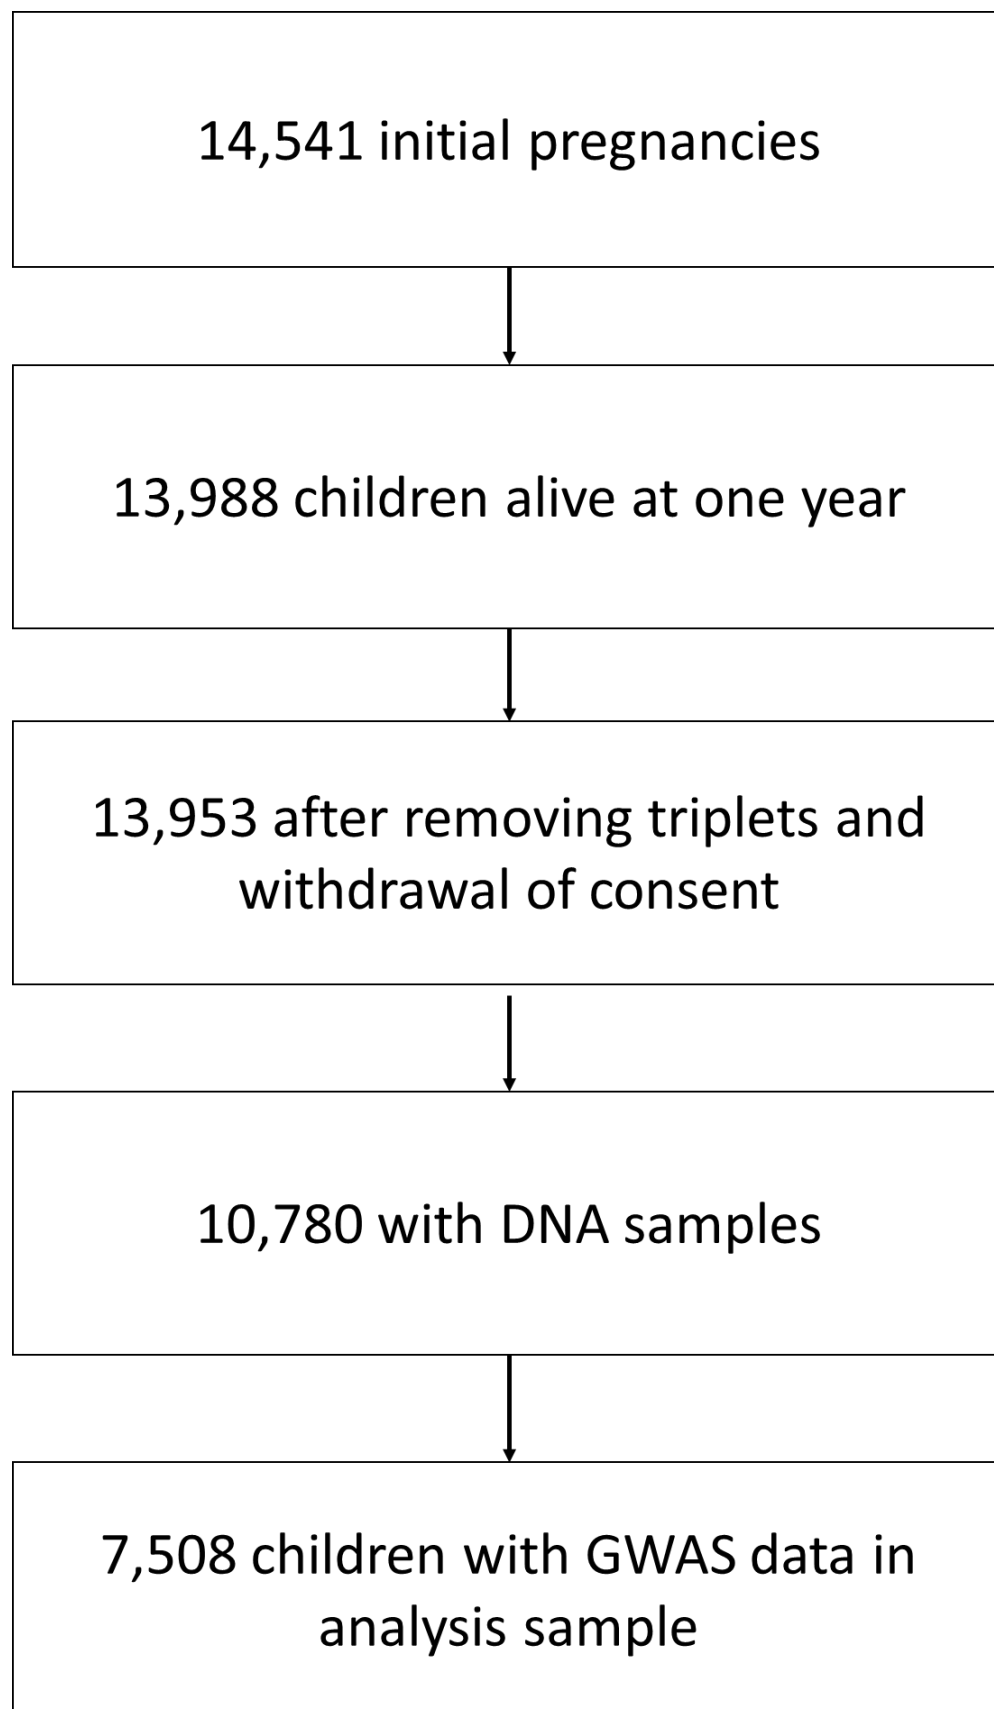 14,541 initial pregnancies
13,988 children alive at one year
13,953 after removing triplets and
withdrawal of consent
10,780 with DNA samples
7,508 children with GWAS data in
analysis sample